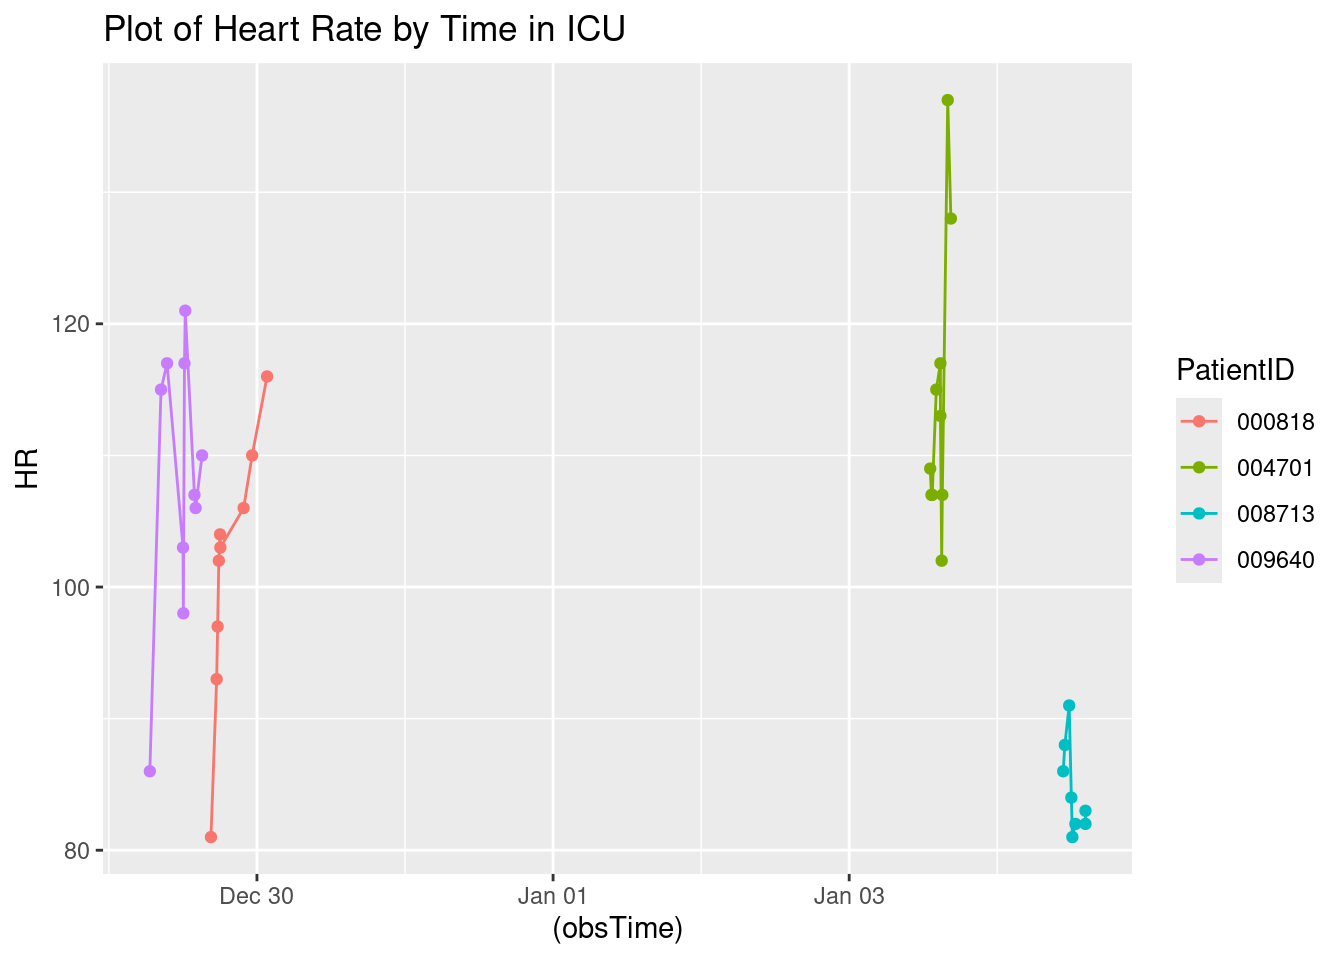 Plot of Heart Rate by Time in ICU
120
100
80
HR
Dec 30
Jan 01
Jan 03
(obsTime)
PatientID
000818
004701
008713
009640